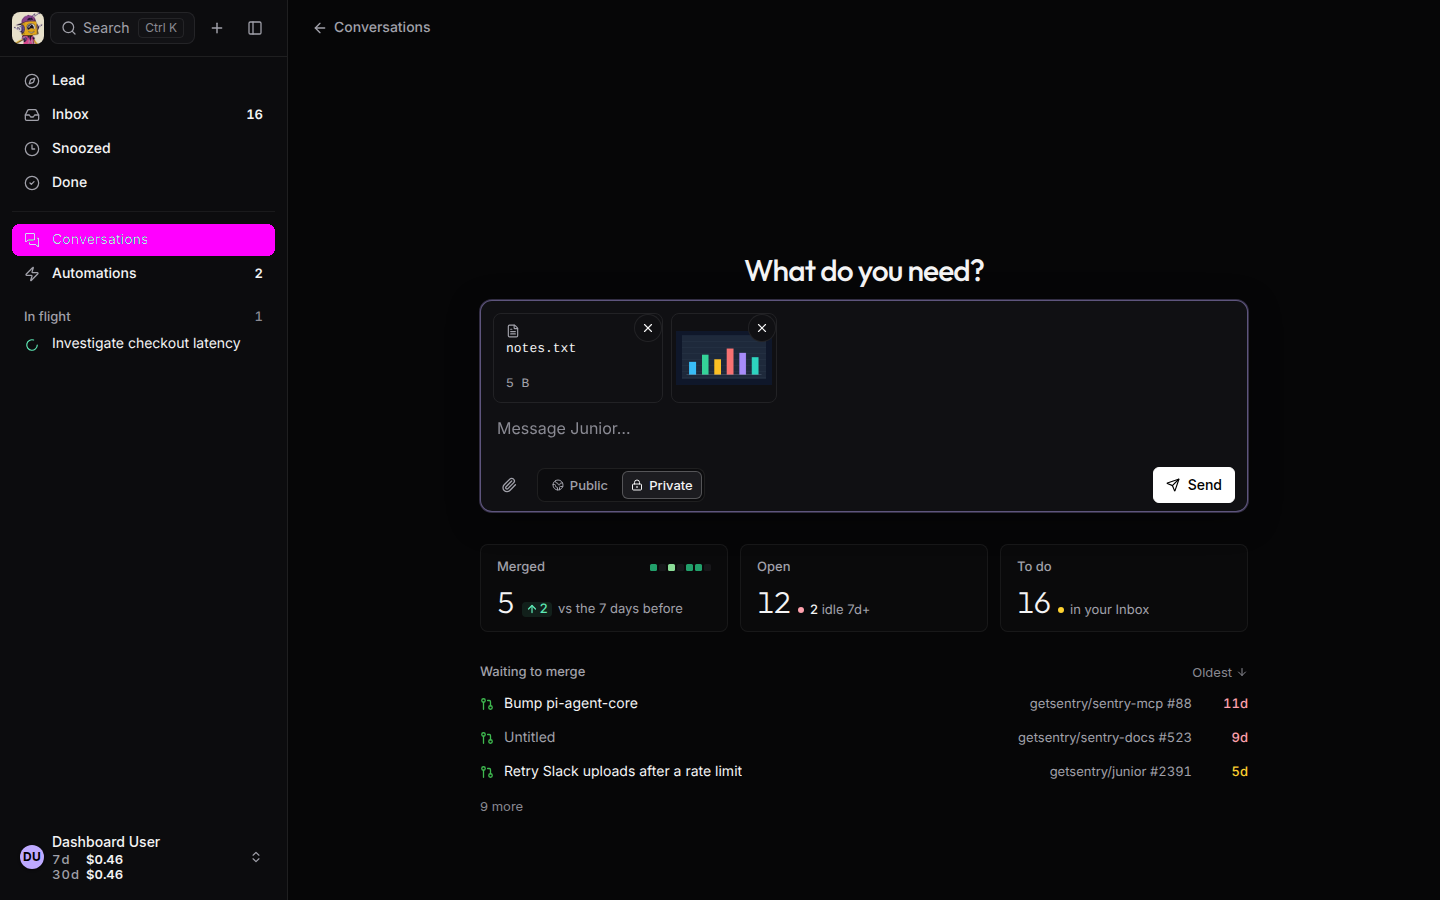 Search Ctrl K
Lead
Inbox 16
Snoozed
Done
Conversations
Automations 2
In flight 1
Investigate checkout latency
DU
Dashboard User
7d $0.46
30d $0.46
Conversations
What do you need?
notes.txt
5 B
Message Junior...
Public Private Send
Merged
5 2 vs the 7 days before
Open
12 2 idle 7d+
To do
16 in your Inbox
Waiting to merge Oldest
Bump pi-agent-core getsentry/sentry-mcp #88 11d
Untitled getsentry/sentry-docs #523 9d
Retry Slack uploads after a rate limit getsentry/junior #2391 5d
9 more